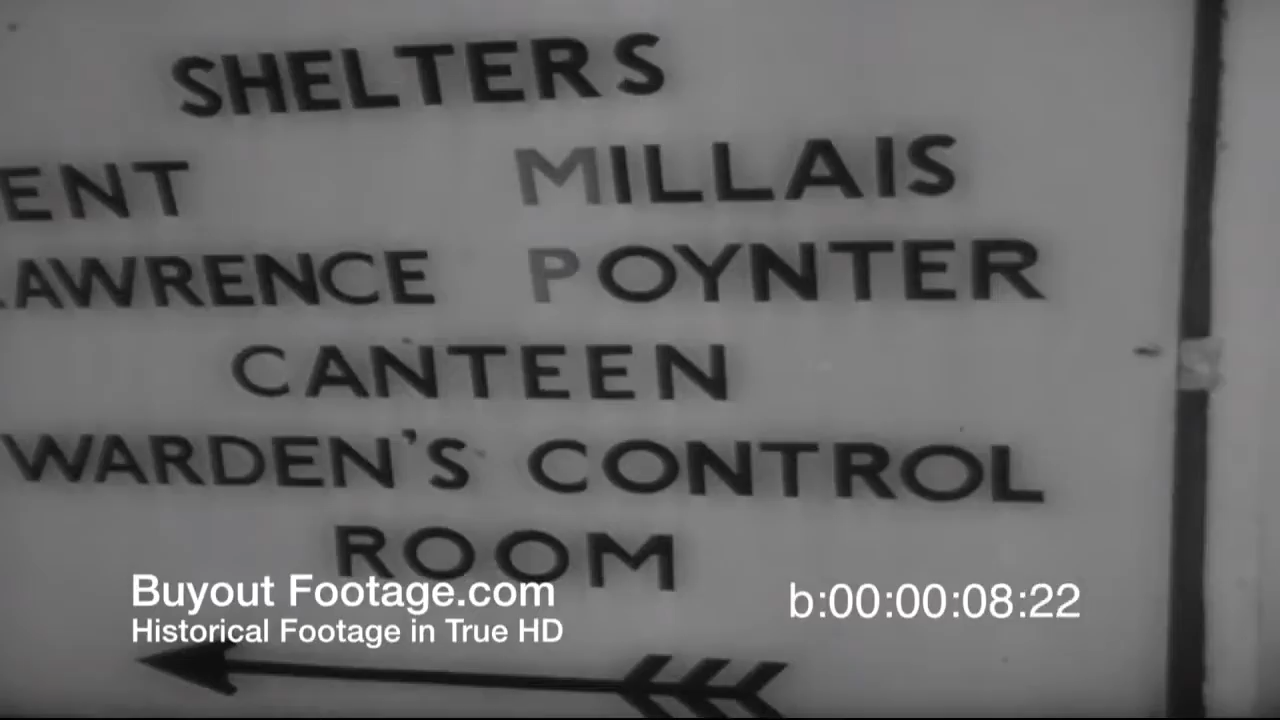 SHELTERS
ENT MILLAIS
LAWRENCE POYNTER
CANTEEN
WARDEN'S CONTROL
ROOM
Buyout Footage.com
Historical Footage in True HD
b:00:00:08:22